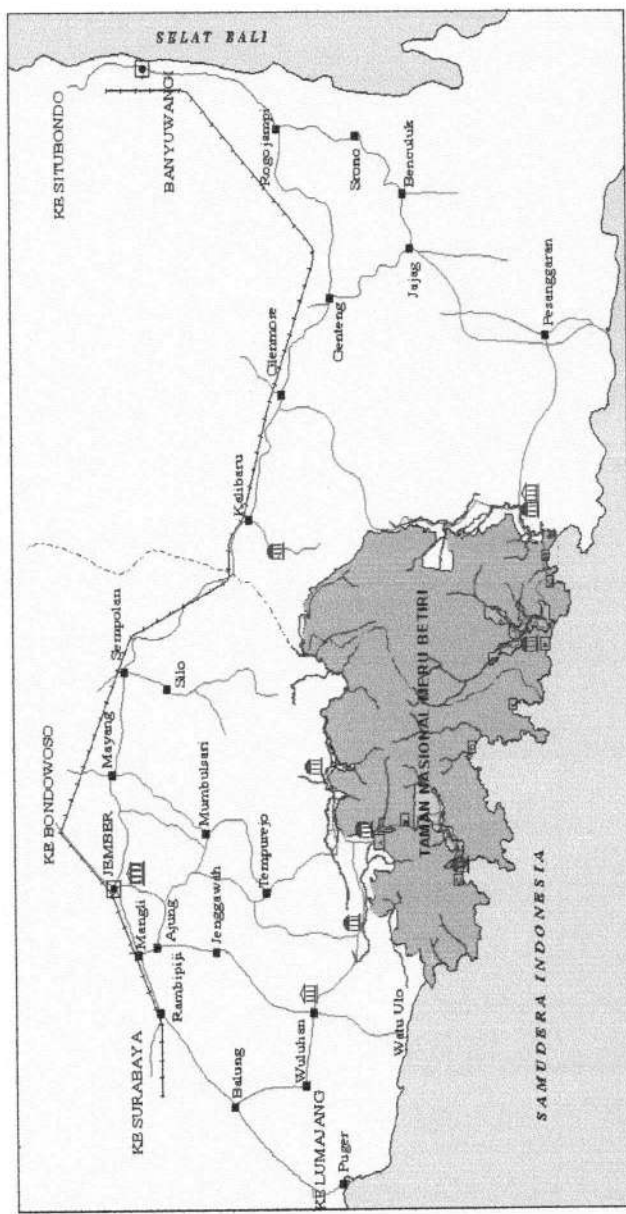 KE SITUBONDO
SELAT BALI
BANYUWANGI
KE BONDOWOSO
JEMBER
Mayang
Sempolan
Silo
Kalibaru
Glenmore
Rogojampi
Srono
Benculuk
Genteng
Jajag
Pesanggaran
KE SURABAYA
Mangli
Rambipiji
Ajung
Mumbulsari
Jenggawah
Tempurejo
Balung
Wuluhan
KE LUMAJANG
Puger
Watu Ulo
TAMAN NASIONAL MERU BETIRI
SAMUDERA INDONESIA